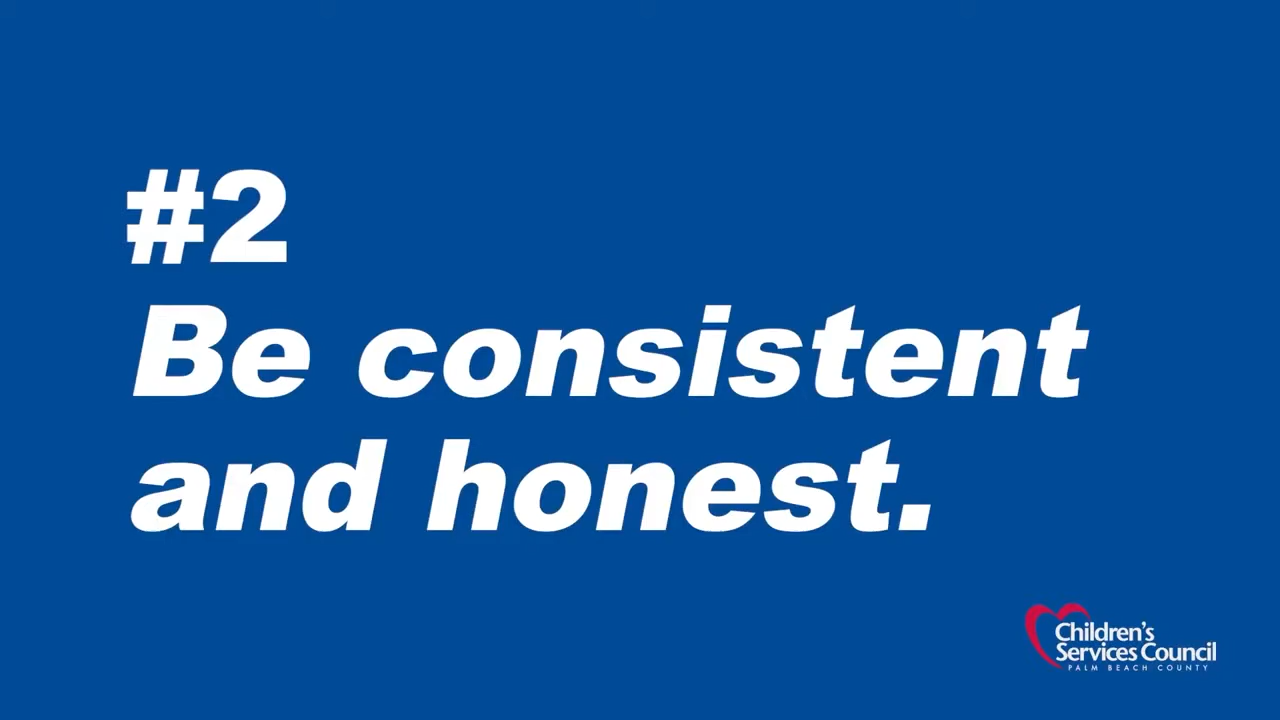 #2
Be consistent
and honest.
Children's
Services Council
PALM BEACH COUNTY